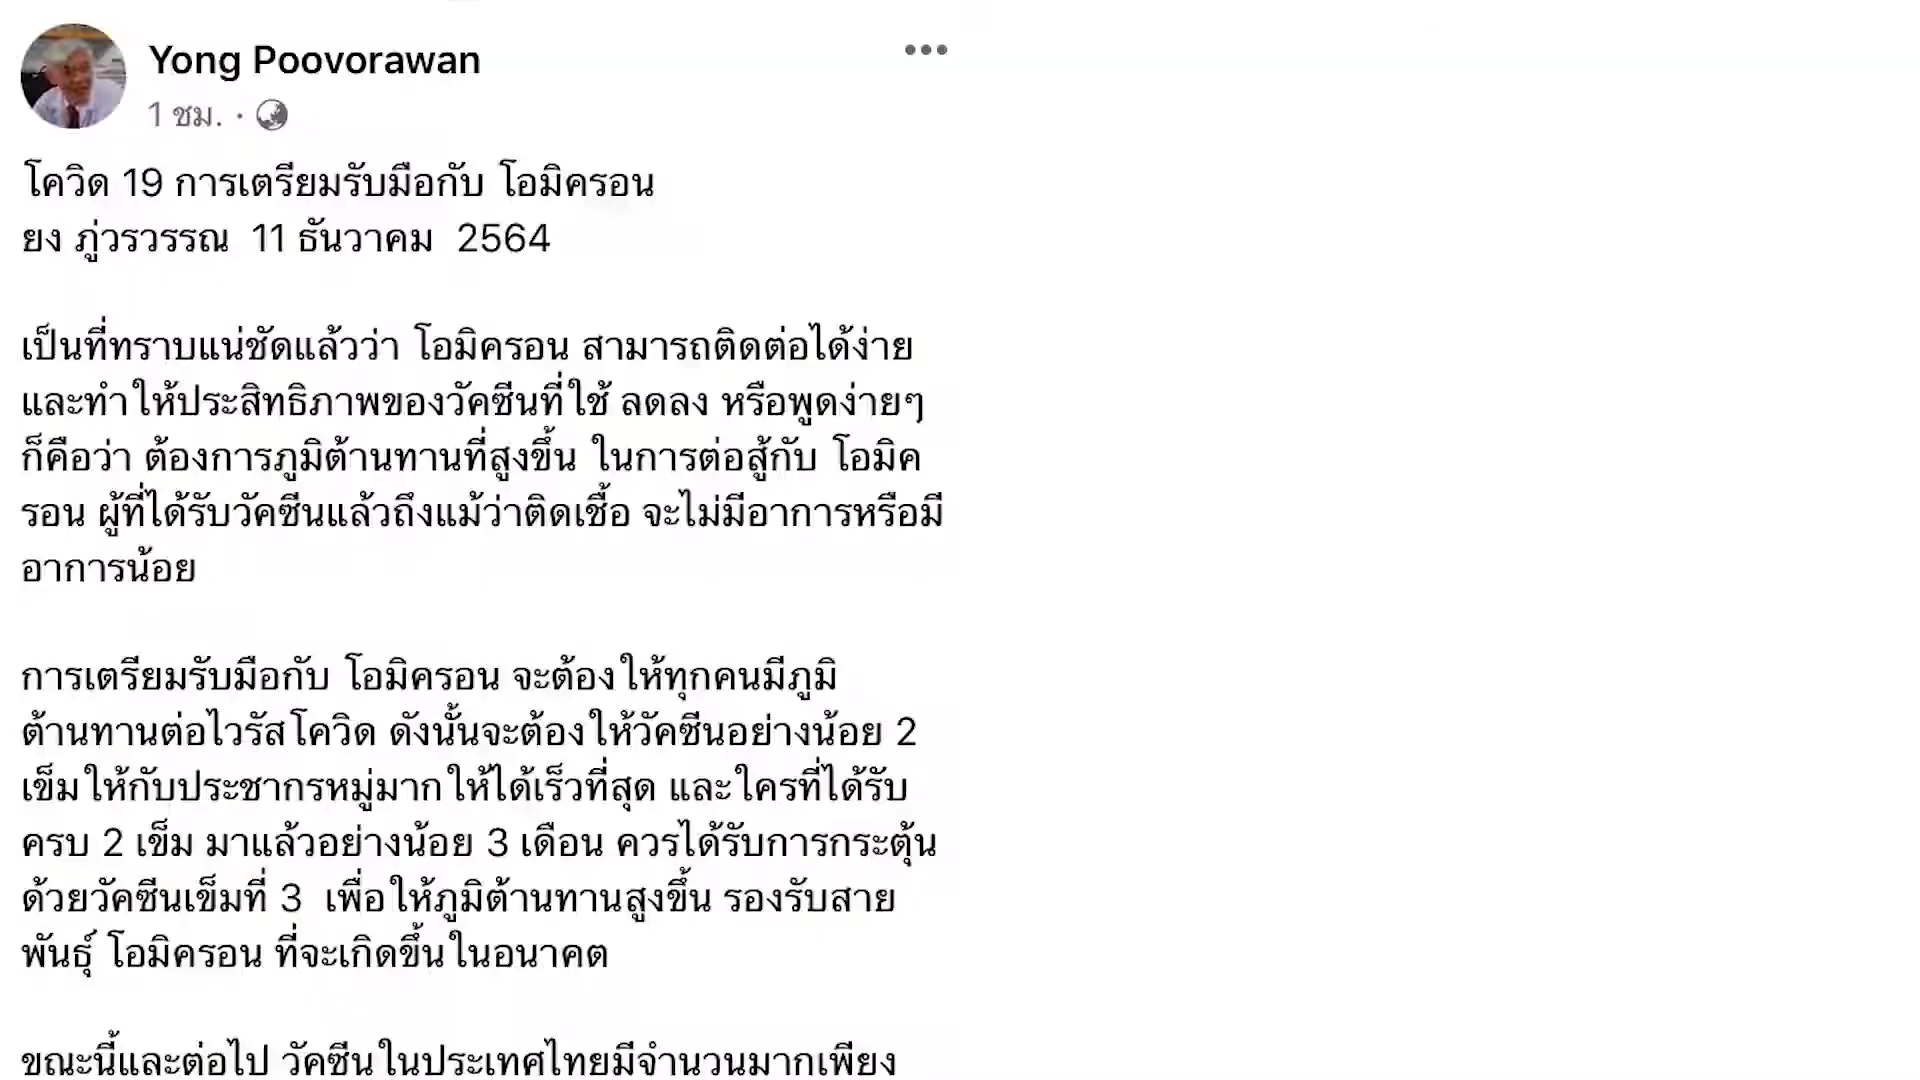 Yong Poovorawan
1 ชม. ·
โควิด 19 การเตรียมรับมือกับ โอมิครอน
ยง ภู่วรวรรณ 11 ธันวาคม 2564
เป็นที่ทราบแน่ชัดแล้วว่า โอมิครอน สามารถติดต่อได้ง่าย
และทำให้ประสิทธิภาพของวัคซีนที่ใช้ ลดลง หรือพูดง่ายๆ
ก็คือว่า ต้องการภูมิต้านทานที่สูงขึ้น ในการต่อสู้กับ โอมิค
รอน ผู้ที่ได้รับวัคซีนแล้วถึงแม้ว่าติดเชื้อ จะไม่มีอาการหรือมี
อาการน้อย
การเตรียมรับมือกับ โอมิครอน จะต้องให้ทุกคนมีภูมิ
ต้านทานต่อไวรัสโควิด ดังนั้นจะต้องให้วัคซีนอย่างน้อย 2
เข็มให้กับประชากรหมู่มากให้ได้เร็วที่สุด และใครที่ได้รับ
ครบ 2 เข็ม มาแล้วอย่างน้อย 3 เดือน ควรได้รับการกระตุ้น
ด้วยวัคซีนเข็มที่ 3 เพื่อให้ภูมิต้านทานสูงขึ้น รองรับสาย
พันธุ์ โอมิครอน ที่จะเกิดขึ้นในอนาคต
ขณะนี้และต่อไป วัคซีนในประเทศไทยมีจำนวนมากเพียง